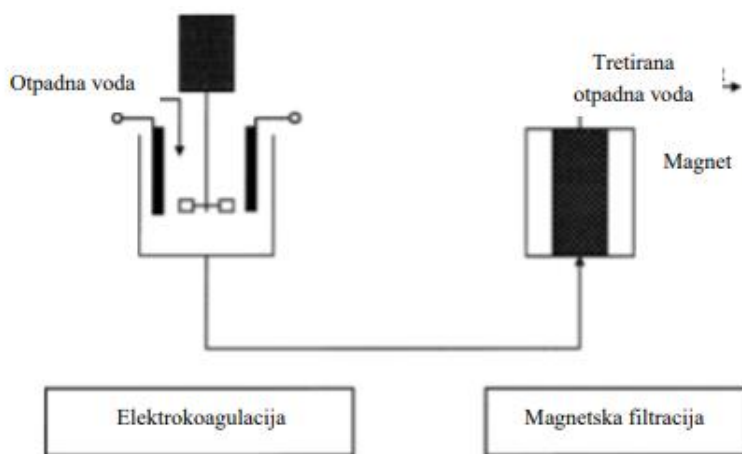 Otpadna voda
Tretirana
otpadna voda
Magnet
Elektrokoagulacija
Magnetska filtracija